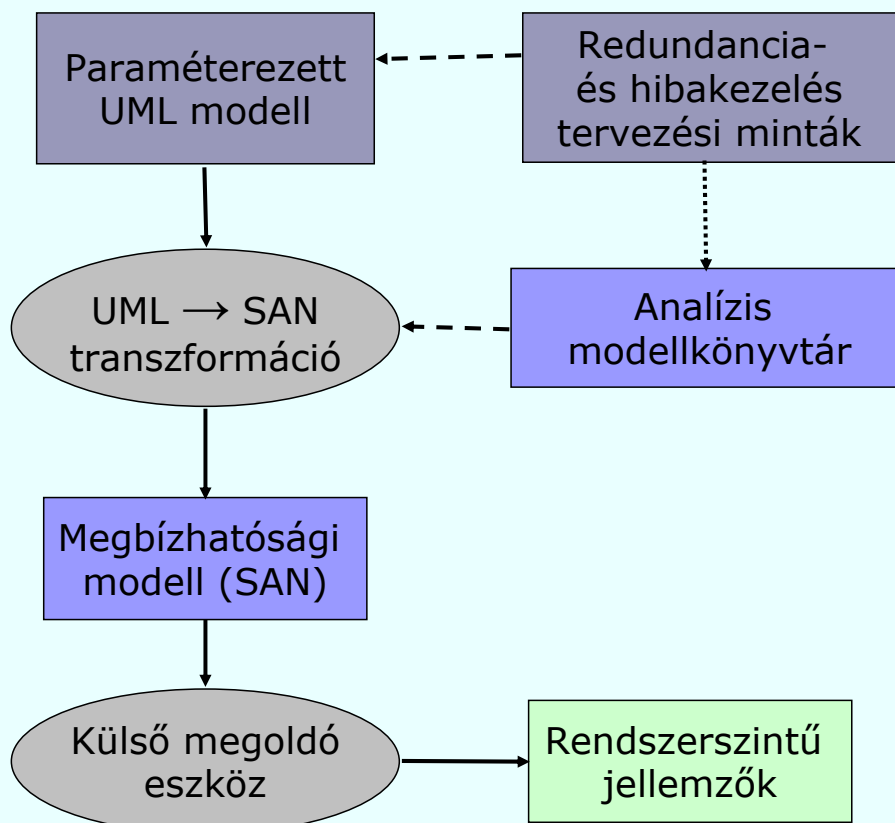 Paraméterezett
UML modell
Redundancia-
és hibakezelés
tervezési minták
UML → SAN
transzformáció
Analízis
modellkönyvtár
Megbízhatósági
modell (SAN)
Külső megoldó
eszköz
Rendszerszintű
jellemzők